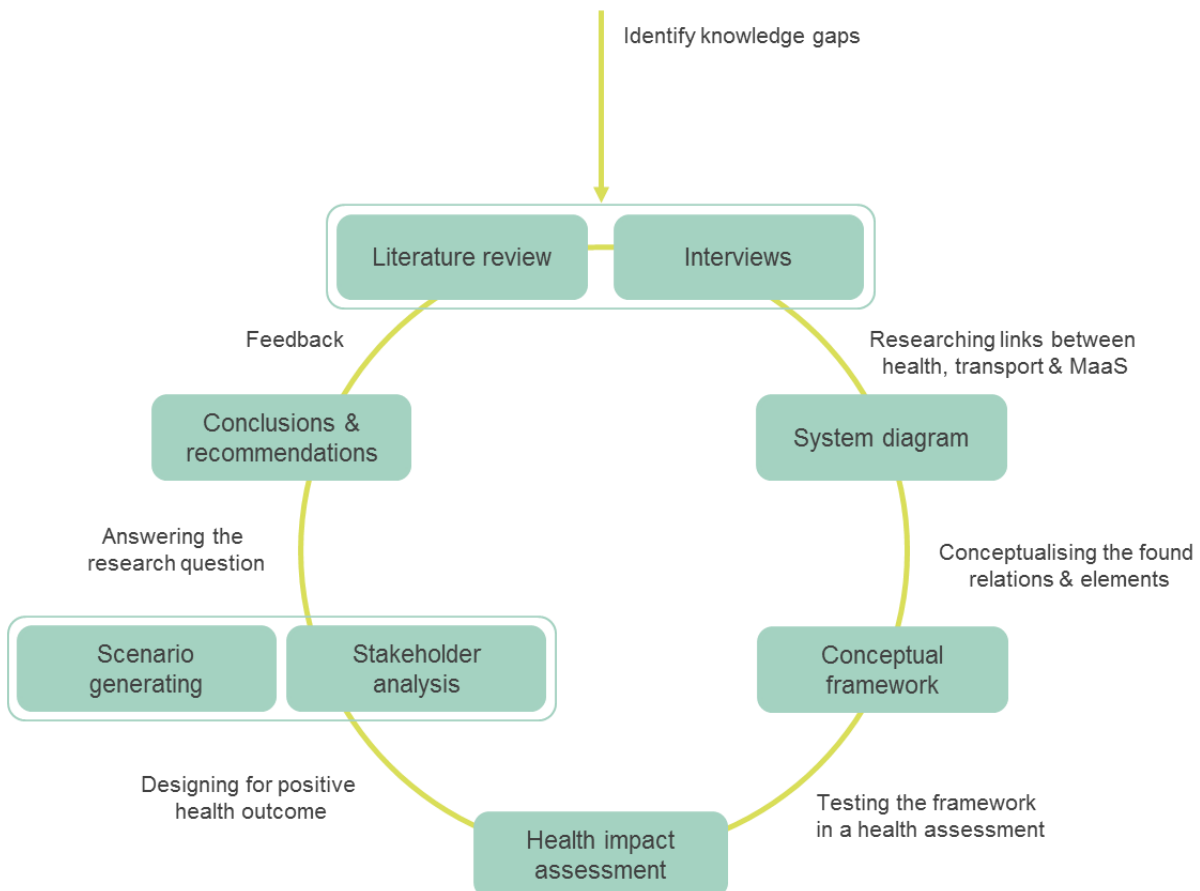 Identify knowledge gaps
Literature review
Interviews
Feedback
Researching links between
health, transport & MaaS
Conclusions &
recommendations
System diagram
Answering the
research question
Conceptualising the found
relations & elements
Scenario
generating
Stakeholder
analysis
Conceptual
framework
Designing for positive
health outcome
Testing the framework
in a health assessment
Health impact
assessment